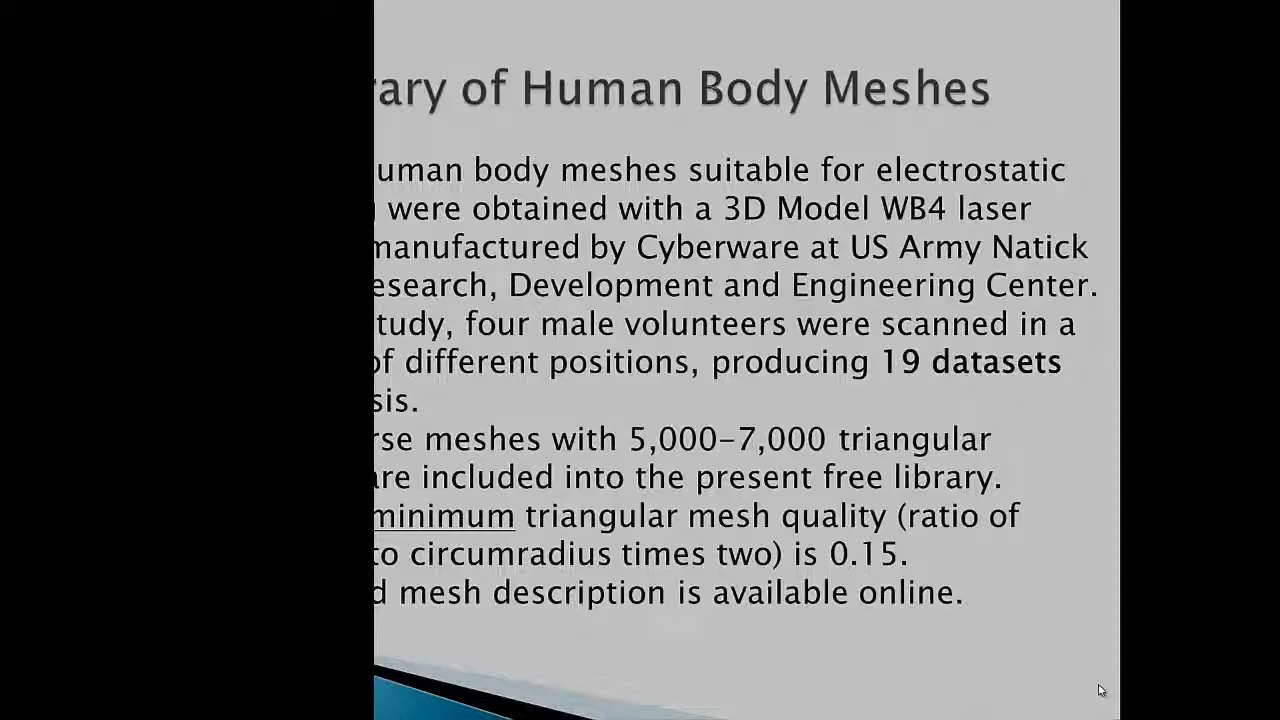 rary of Human Body Meshes
uman body meshes suitable for electrostatic
were obtained with a 3D Model WB4 laser
manufactured by Cyberware at US Army Natick
esearch, Development and Engineering Center.
tudy, four male volunteers were scanned in a
of different positions, producing 19 datasets
sis.
rse meshes with 5,000-7,000 triangular
are included into the present free library.
minimum triangular mesh quality (ratio of
to circumradius times two) is 0.15.
d mesh description is available online.